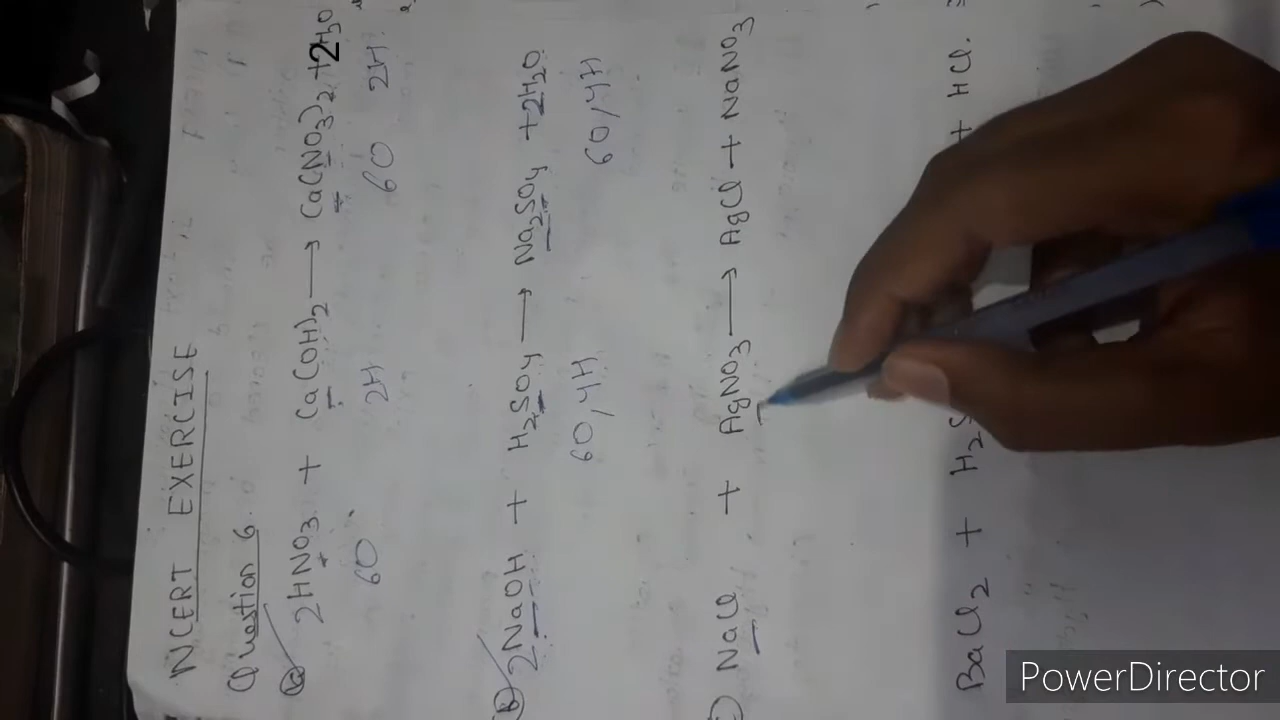 NCERT EXERCISE
Question 6.
(a) 2HNO3 + Ca(OH)2 → Ca(NO3)2 + 2H2O
6O 2H 6O 2H
(b) 2NaOH + H2SO4 → Na2SO4 + 2H2O
6O, 4H 6O, 4H
NaCl + AgNO3 → AgCl + NaNO3
BaCl2 + H2S + HCl.
PowerDirector